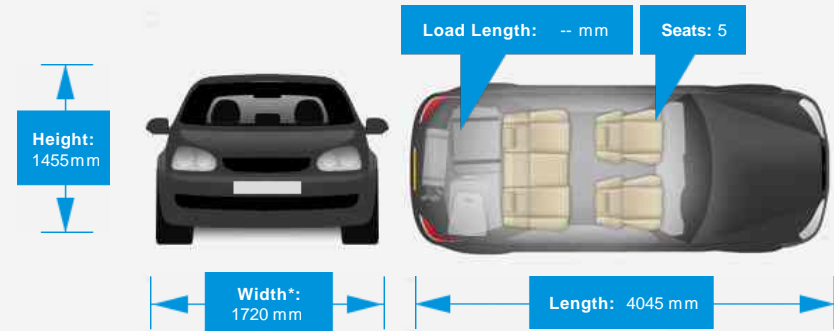 Load Length: -- mm
Seats: 5
Height:
1455mm
Width*:
1720 mm
Length: 4045 mm